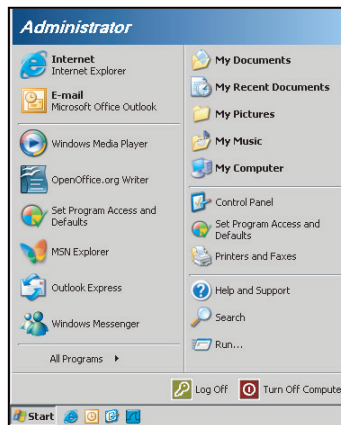 Administrator
Internet
Internet Explorer
E-mail
Microsoft Office Outlook
Windows Media Player
OpenOffice.org Writer
Set Program Access and
Defaults
MSN Explorer
Outlook Express
Windows Messenger
All Programs
My Documents
My Recent Documents
My Pictures
My Music
My Computer
Control Panel
Set Program Access and
Defaults
Printers and Faxes
Help and Support
Search
Run...
Log Off
Turn Off Compute
Start